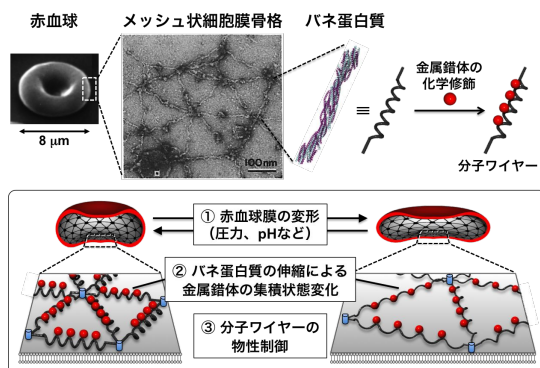 赤血球
メッシュ状細胞膜骨格
バネ蛋白質
金属錯体の
化学修飾
≡
8 μm
100nm
分子ワイヤー
① 赤血球膜の変形
（圧力、pHなど）
② バネ蛋白質の伸縮による
金属錯体の集積状態変化
③ 分子ワイヤーの
物性制御